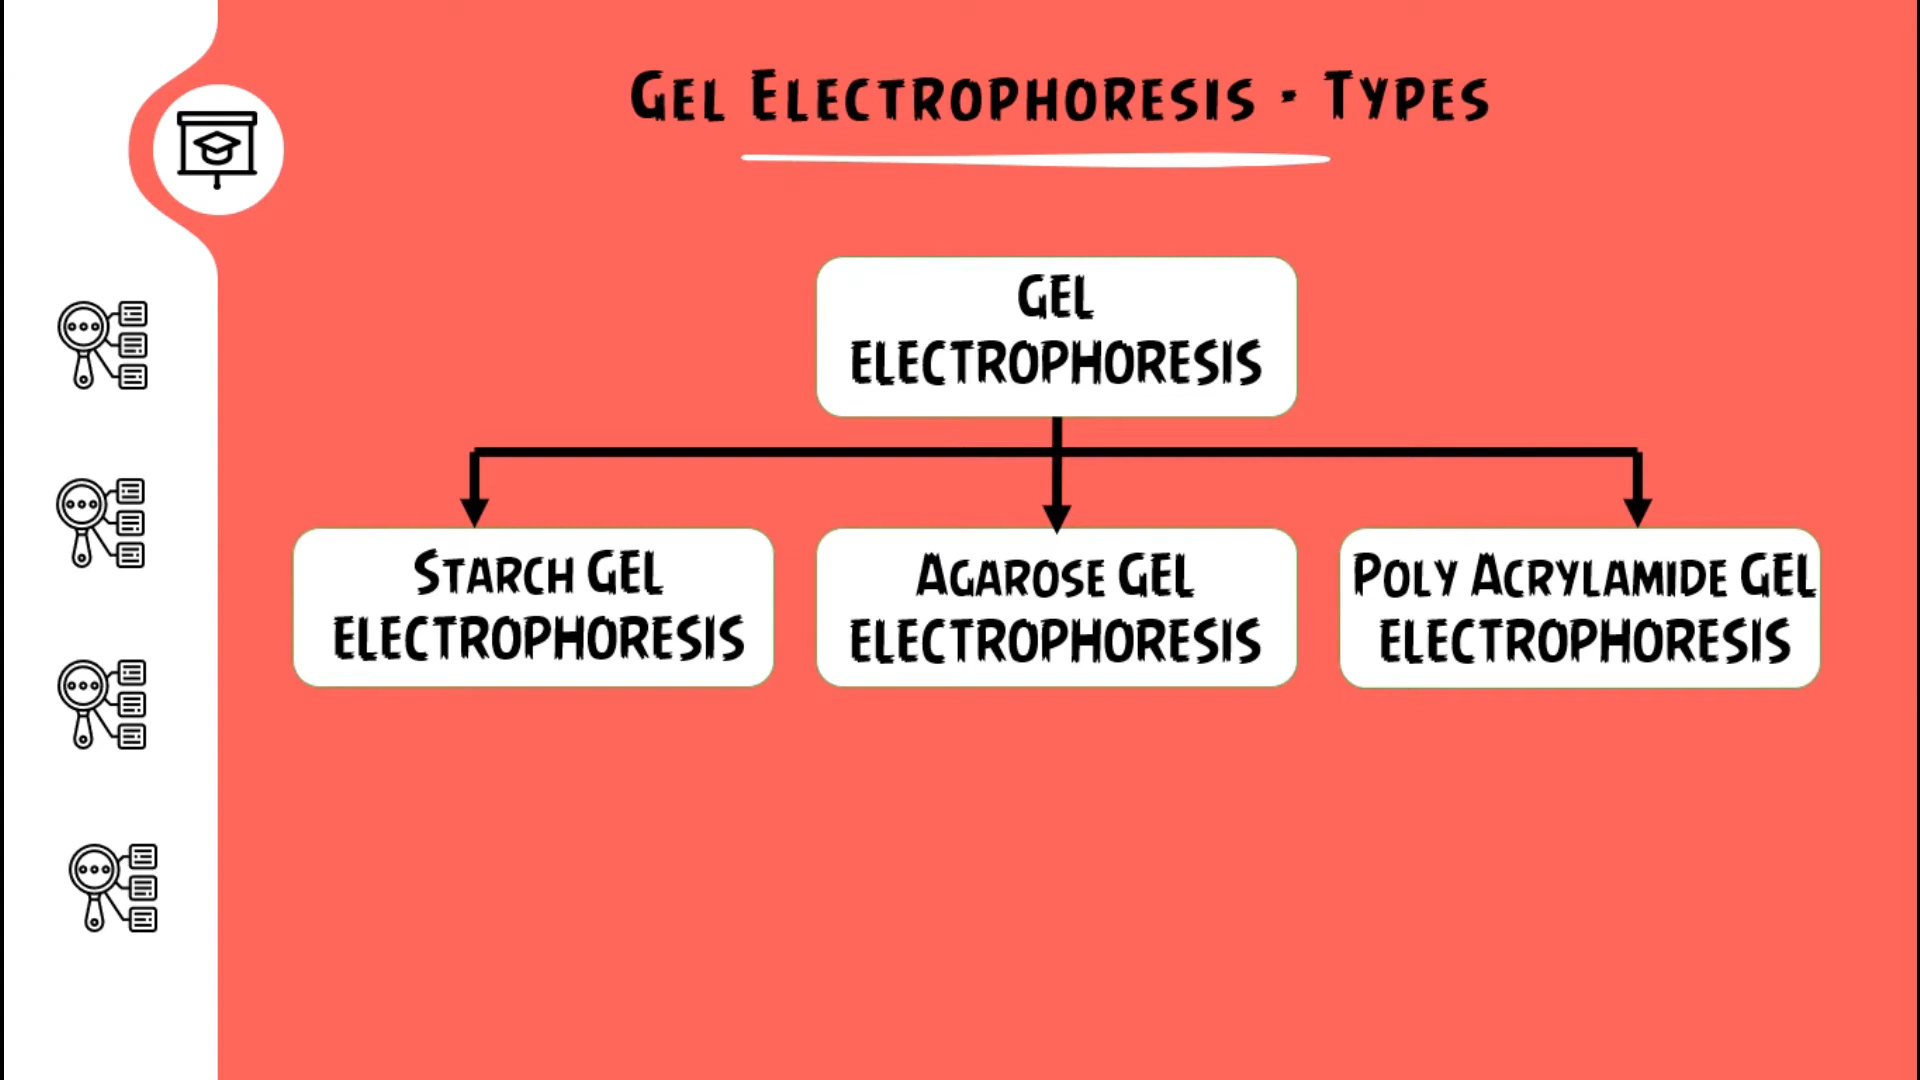 Gel Electrophoresis - Types
GEL
ELECTROPHORESIS
Starch GEL
ELECTROPHORESIS
Agarose GEL
ELECTROPHORESIS
Poly Acrylamide GEL
ELECTROPHORESIS